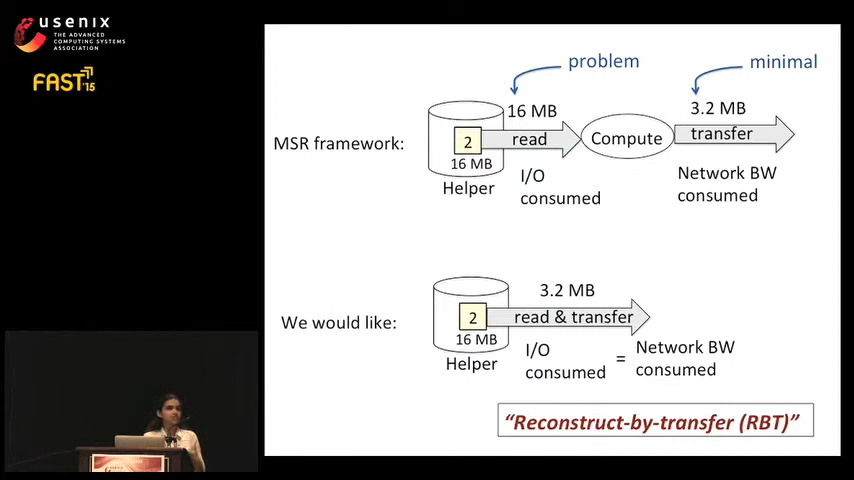 usenix
THE ADVANCED
COMPUTING SYSTEMS
ASSOCIATION
FAST '15
problem
minimal
16 MB
3.2 MB
MSR framework:
2
read
Compute
transfer
16 MB
Helper
I/O
consumed
Network BW
consumed
3.2 MB
We would like:
2
read & transfer
16 MB
Helper
I/O
consumed
=
Network BW
consumed
“Reconstruct-by-transfer (RBT)”